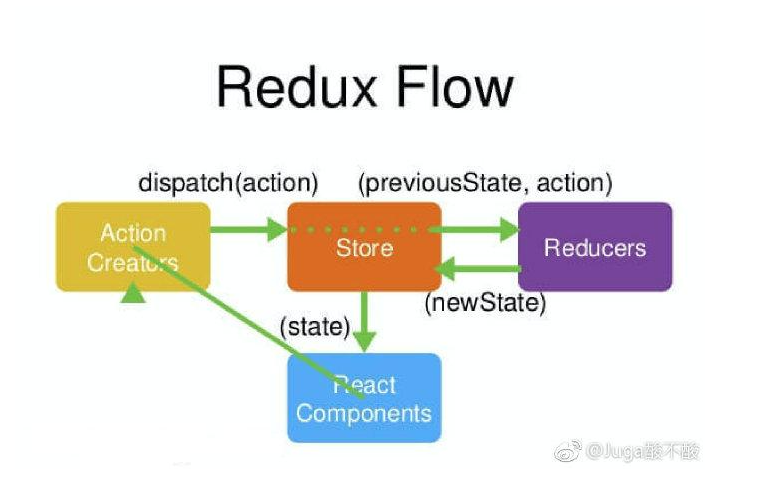 Redux Flow
dispatch(action)
(previousState, action)
Action
Creators
Store
Reducers
(newState)
(state)
React
Components
@Juga酸不酸